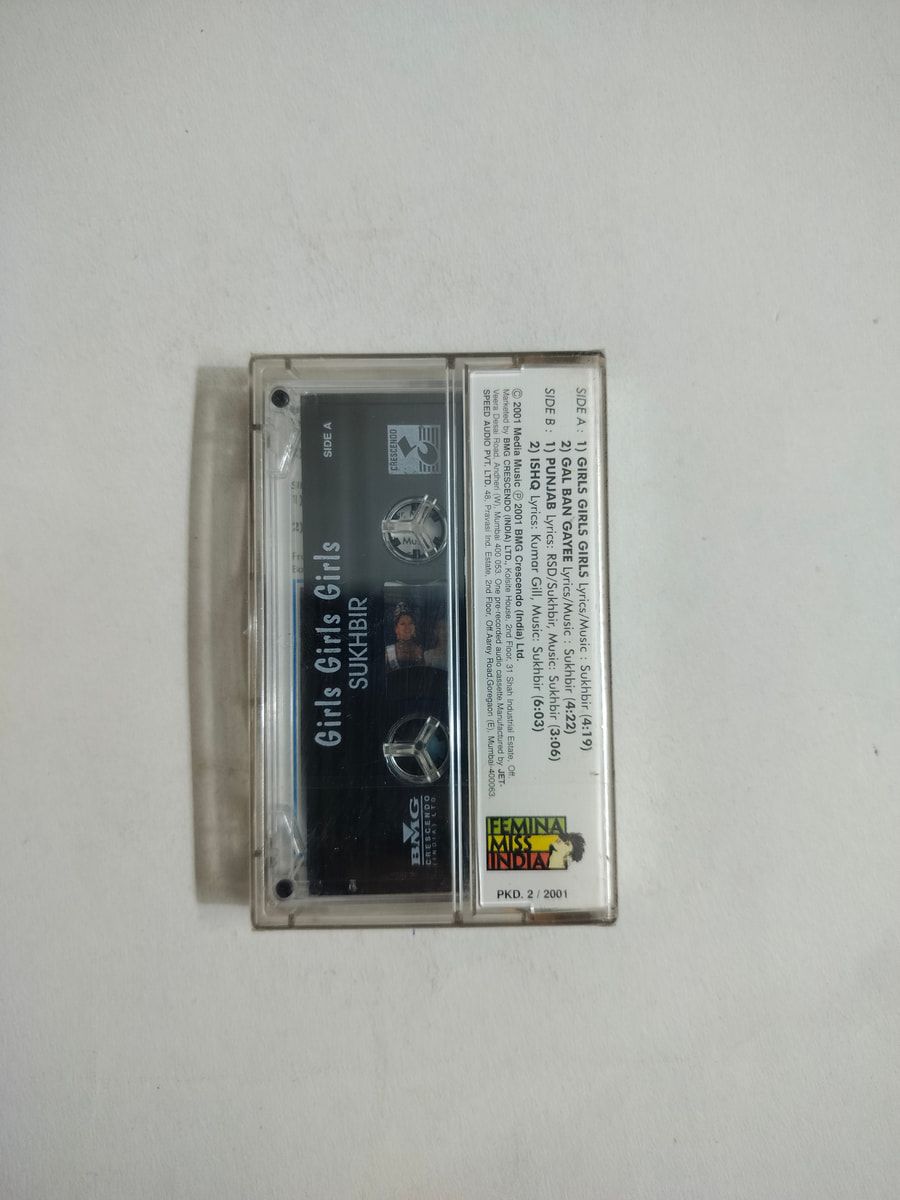 SIDE A : 1) GIRLS GIRLS GIRLS Lyrics/Music : Sukhbir (4:19)
2) GAL BAN GAYEE Lyrics/Music : Sukhbir (4:22)
SIDE B : 1) PUNJAB Lyrics: RSD/Sukhbir, Music: Sukhbir (3:06)
2) ISHQ Lyrics: Kumar Gill, Music: Sukhbir (6:03)
© 2001 Media Music ℗ 2001 BMG Crescendo (India) Ltd.
Marketed by BMG CRESCENDO (INDIA) LTD., Kolsite House, 2nd Floor, 31 Shah Industrial Estate, Off.
Veera Desai Road, Andheri (W), Mumbai 400 053. One pre-recorded audio cassette.Manufactured by JET-
SPEED AUDIO PVT. LTD. 48, Pravasi Ind. Estate, 2nd Floor, Off Aarey Road,Goregaon (E), Mumbai-400063.
FEMINA
MISS
INDIA
PKD. 2 / 2001
CRESCENDO
BMG
CRESCENDO
(INDIA) LTD
SIDE A
SUKHBIR
Girls Girls Girls